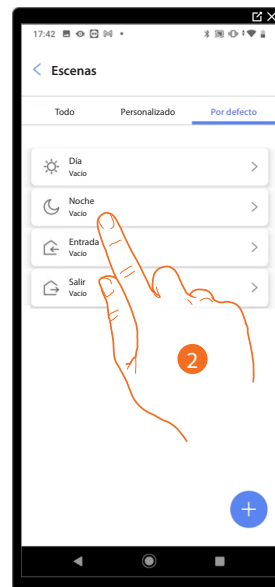 17:42
Escenas
Todo Personalizado Por defecto
Día
Vacío
Noche
Vacío
Entrada
Vacío
Salir
Vacío
2